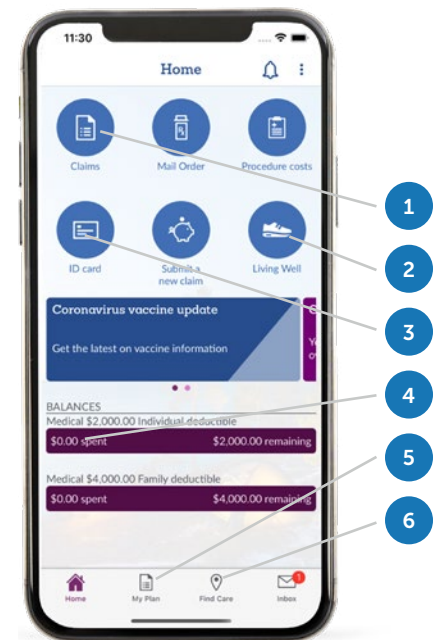 11:30
Home
Claims
Mail Order
Procedure costs
1
ID card
Submit a
new claim
Living Well
2
Coronavirus vaccine update
Get the latest on vaccine information
3
BALANCES
Medical $2,000.00 Individual deductible
$0.00 spent
$2,000.00 remaining
4
Medical $4,000.00 Family deductible
$0.00 spent
$4,000.00 remaining
5
6
Home
My Plan
Find Care
1
Inbox